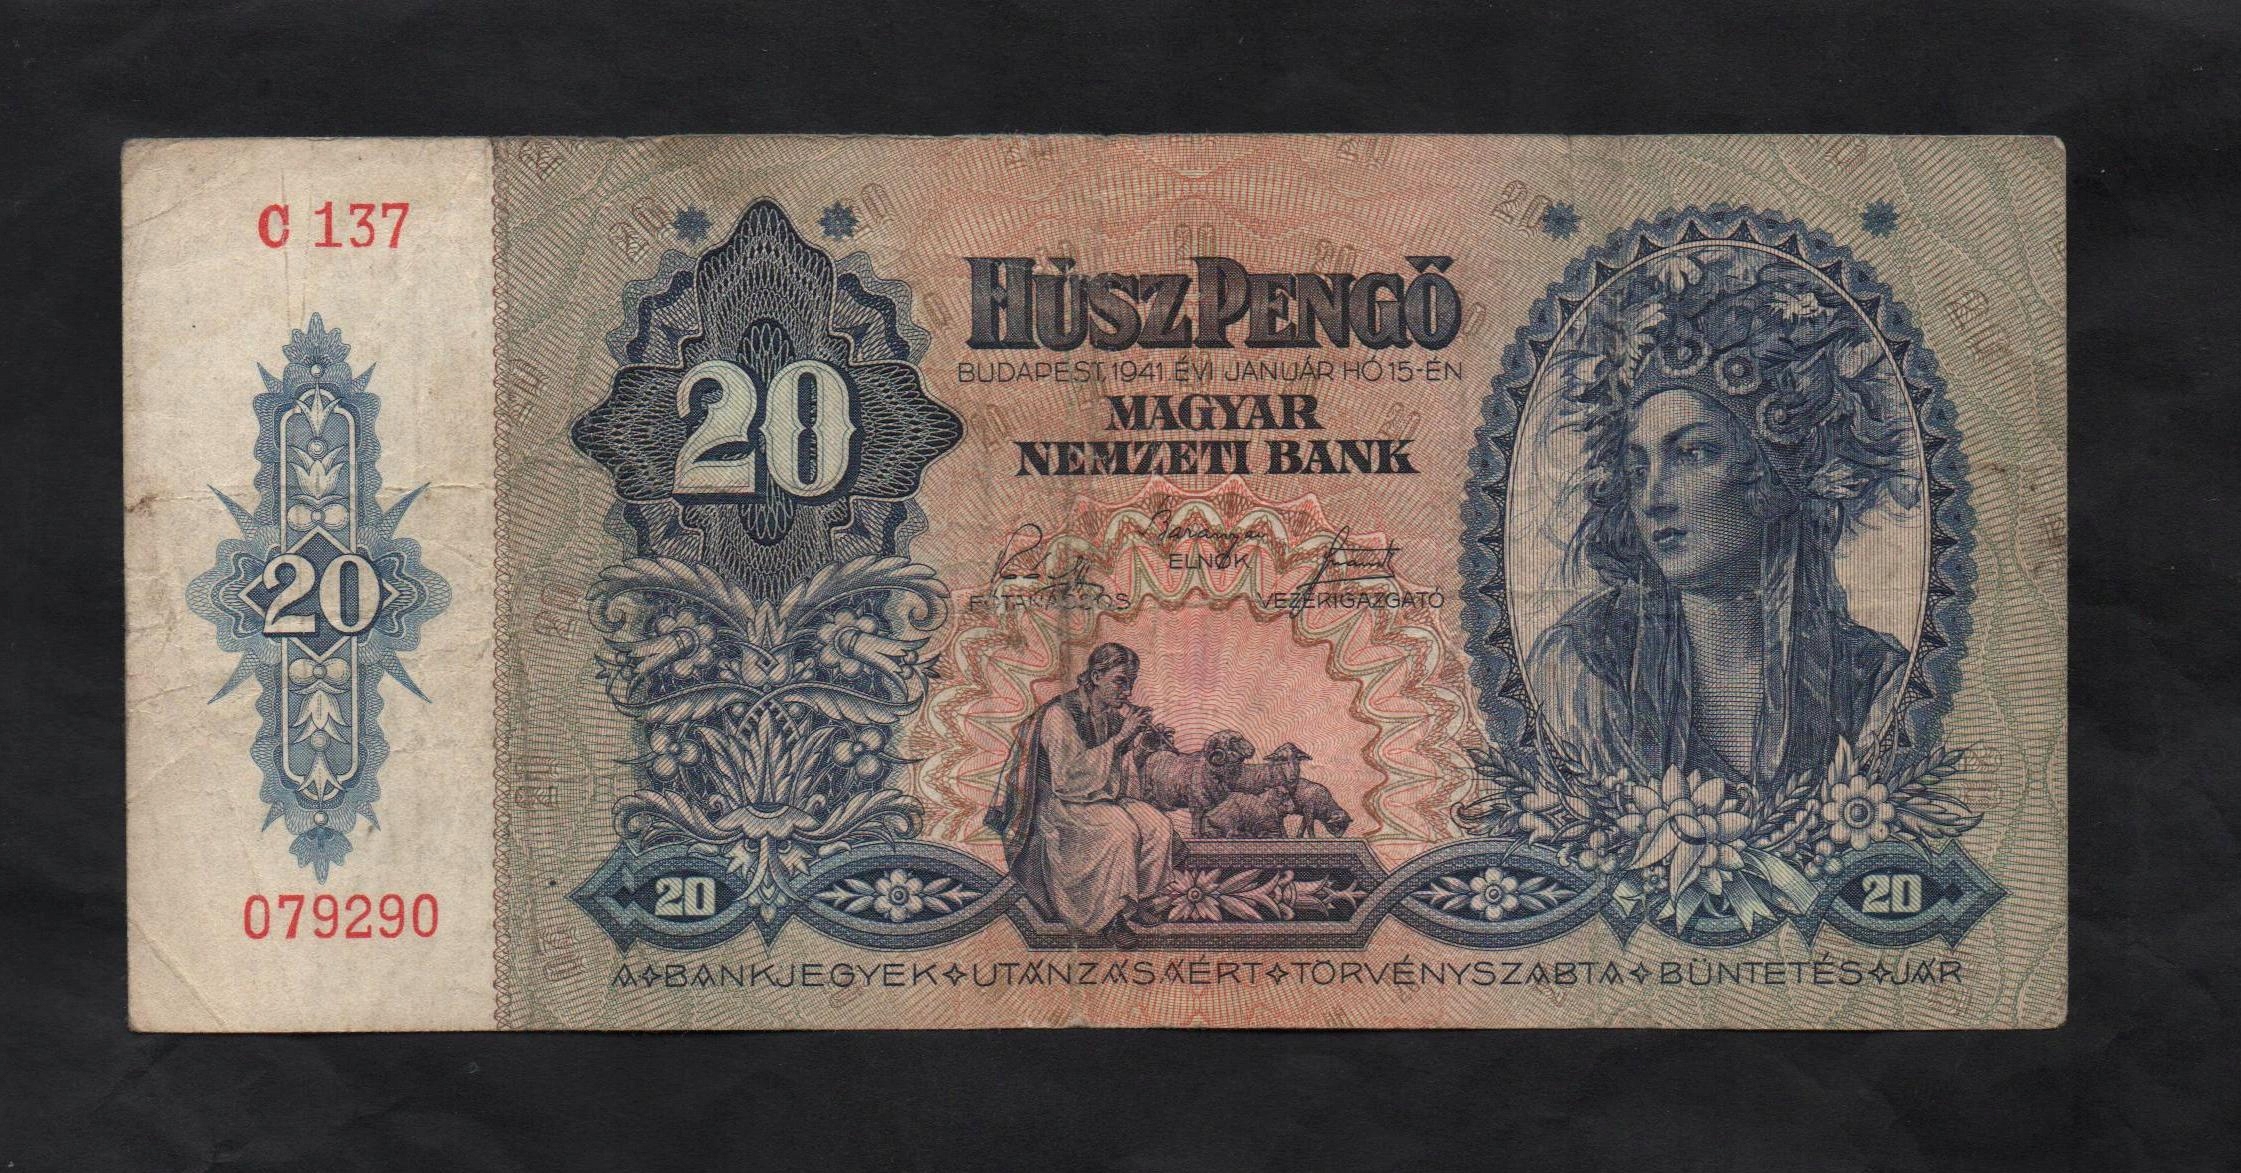 C 137
20
20
079290
HÚSZ PENGŐ
BUDAPEST, 1941. ÉVI JANUÁR HÓ 15-ÉN
MAGYAR
NEMZETI BANK
ELNÖK
FŐTANÁCSOS
VEZÉRIGAZGATÓ
20
20
A BANKJEGYEK UTÁNZÁSÁÉRT TÖRVÉNYSZABTA BÜNTETÉS JÁR